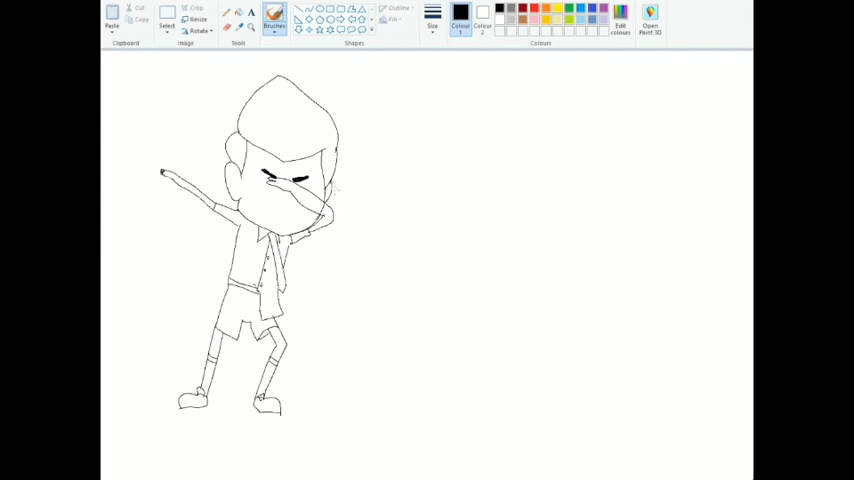 Cut
Copy
Paste
Clipboard
Crop
Resize
Rotate
Select
Image
A
Tools
Brushes
Outline
Fill
Shapes
Size
Colour
1
Colour
2
Edit
colours
Colours
Open
Paint 3D